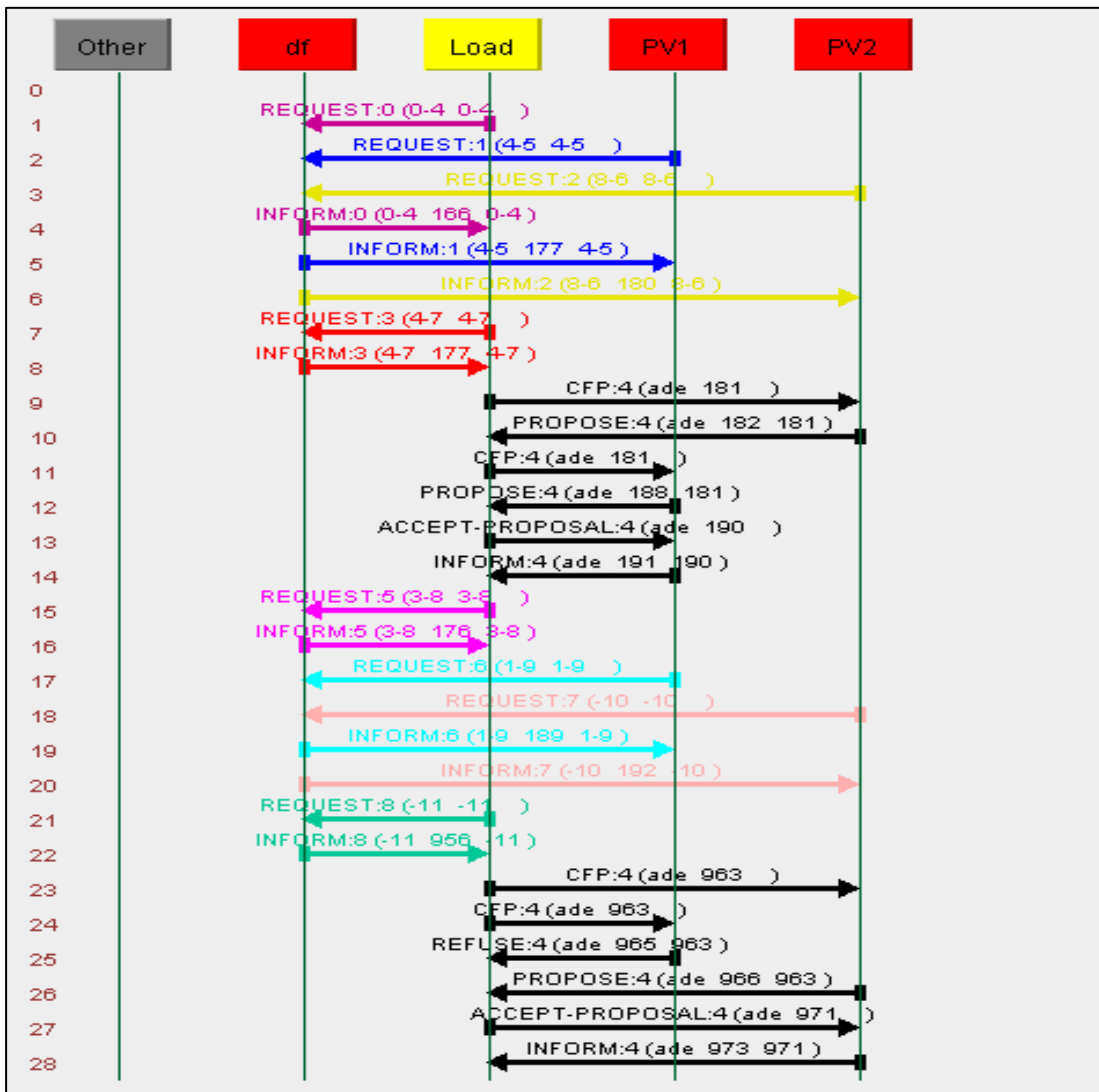 Other df Load PV1 PV2
0
REQUEST:0 (0-4 0-4 )
1
REQUEST:1 (4-5 4-5 )
2
REQUEST:2 (8-6 8-6 )
3
INFORM:0 (0-4 166 0-4 )
4
INFORM:1 (4-5 177 4-5 )
5
INFORM:2 (8-6 180 8-6 )
6
REQUEST:3 (4-7 4-7 )
7
INFORM:3 (4-7 177 4-7 )
8
CFP:4 (ade 181 )
9
PROPOSE:4 (ade 182 181 )
10
CFP:4 (ade 181 )
11
PROPOSE:4 (ade 188 181 )
12
ACCEPT-PROPOSAL:4 (ade 190 )
13
INFORM:4 (ade 191 190 )
14
REQUEST:5 (3-8 3-8 )
15
INFORM:5 (3-8 176 3-8 )
16
REQUEST:6 (1-9 1-9 )
17
REQUEST:7 (-10 -10 )
18
INFORM:6 (1-9 189 1-9 )
19
INFORM:7 (-10 192 -10 )
20
REQUEST:8 (-11 -11 )
21
INFORM:8 (-11 956 -11 )
22
CFP:4 (ade 963 )
23
CFP:4 (ade 963 )
24
REFUSE:4 (ade 965 963 )
25
PROPOSE:4 (ade 966 963 )
26
ACCEPT-PROPOSAL:4 (ade 971 )
27
INFORM:4 (ade 973 971 )
28